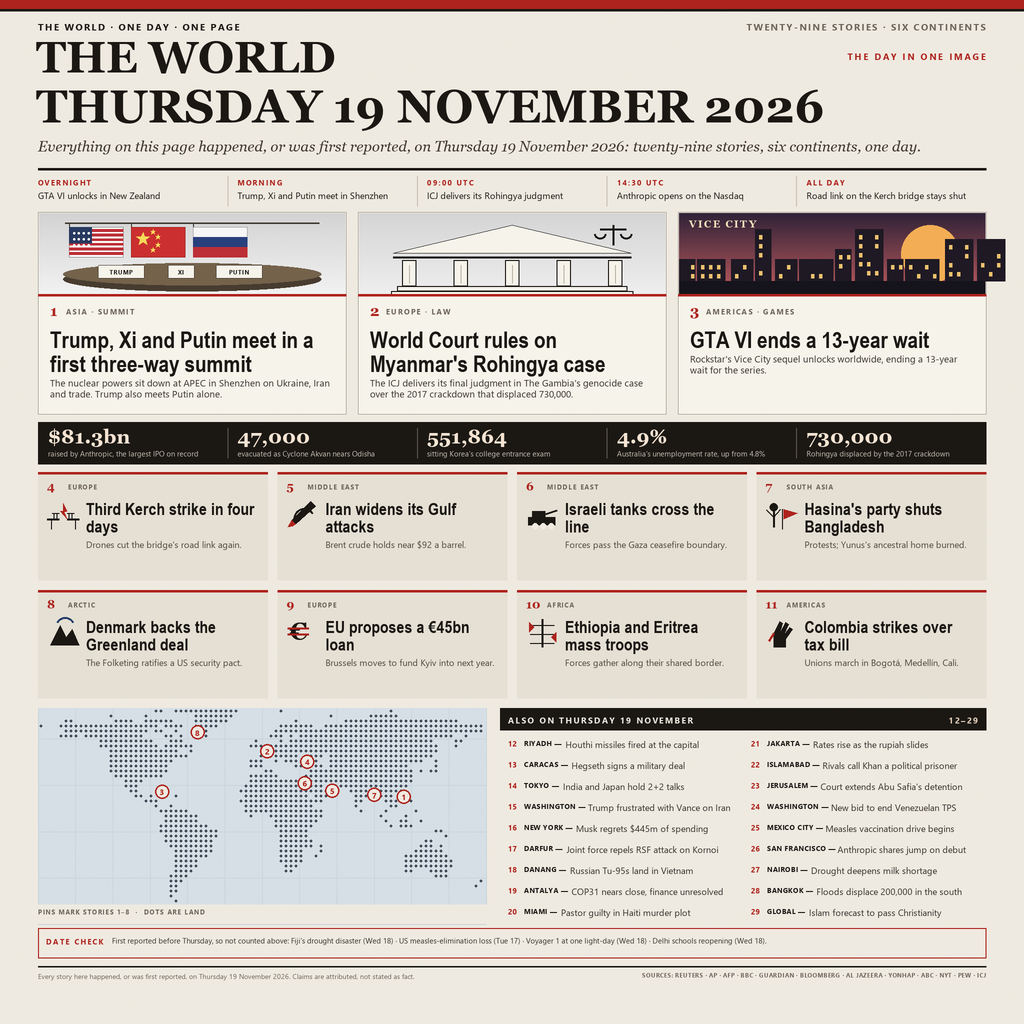 THE WORLD · ONE DAY · ONE PAGE
TWENTY-NINE STORIES · SIX CONTINENTS
THE WORLD
THE DAY IN ONE IMAGE
THURSDAY 19 NOVEMBER 2026
Everything on this page happened, or was first reported, on Thursday 19 November 2026: twenty-nine stories, six continents, one day.
OVERNIGHT
GTA VI unlocks in New Zealand
MORNING
Trump, Xi and Putin meet in Shenzhen
09:00 UTC
ICJ delivers its Rohingya judgment
14:30 UTC
Anthropic opens on the Nasdaq
ALL DAY
Road link on the Kerch bridge stays shut
TRUMP
XI
PUTIN
1 ASIA · SUMMIT
Trump, Xi and Putin meet in a
first three-way summit
The nuclear powers sit down at APEC in Shenzhen on Ukraine, Iran
and trade. Trump also meets Putin alone.
2 EUROPE · LAW
World Court rules on
Myanmar's Rohingya case
The ICJ delivers its final judgment in The Gambia's genocide case
over the 2017 crackdown that displaced 730,000.
VICE CITY
3 AMERICAS · GAMES
GTA VI ends a 13-year wait
Rockstar's Vice City sequel unlocks worldwide, ending a 13-year
wait for the series.
$81.3bn
raised by Anthropic, the largest IPO on record
47,000
evacuated as Cyclone Akvan nears Odisha
551,864
sitting Korea's college entrance exam
4.9%
Australia's unemployment rate, up from 4.8%
730,000
Rohingya displaced by the 2017 crackdown
4 EUROPE
Third Kerch strike in four
days
Drones cut the bridge's road link again.
5 MIDDLE EAST
Iran widens its Gulf
attacks
Brent crude holds near $92 a barrel.
6 MIDDLE EAST
Israeli tanks cross the
line
Forces pass the Gaza ceasefire boundary.
7 SOUTH ASIA
Hasina's party shuts
Bangladesh
Protests; Yunus's ancestral home burned.
8 ARCTIC
Denmark backs the
Greenland deal
The Folketing ratifies a US security pact.
9 EUROPE
€
EU proposes a €45bn
loan
Brussels moves to fund Kyiv into next year.
10 AFRICA
Ethiopia and Eritrea
mass troops
Forces gather along their shared border.
11 AMERICAS
Colombia strikes over
tax bill
Unions march in Bogotá, Medellín, Cali.
8
2
4
6
5
3
7
1
PINS MARK STORIES 1–8 · DOTS ARE LAND
ALSO ON THURSDAY 19 NOVEMBER 12–29
12 RIYADH — Houthi missiles fired at the capital
13 CARACAS — Hegseth signs a military deal
14 TOKYO — India and Japan hold 2+2 talks
15 WASHINGTON — Trump frustrated with Vance on Iran
16 NEW YORK — Musk regrets $445m of spending
17 DARFUR — Joint force repels RSF attack on Kornoi
18 DANANG — Russian Tu-95s land in Vietnam
19 ANTALYA — COP31 nears close, finance unresolved
20 MIAMI — Pastor guilty in Haiti murder plot
21 JAKARTA — Rates rise as the rupiah slides
22 ISLAMABAD — Rivals call Khan a political prisoner
23 JERUSALEM — Court extends Abu Safia's detention
24 WASHINGTON — New bid to end Venezuelan TPS
25 MEXICO CITY — Measles vaccination drive begins
26 SAN FRANCISCO — Anthropic shares jump on debut
27 NAIROBI — Drought deepens milk shortage
28 BANGKOK — Floods displace 200,000 in the south
29 GLOBAL — Islam forecast to pass Christianity
DATE CHECK First reported before Thursday, so not counted above: Fiji's drought disaster (Wed 18) · US measles-elimination loss (Tue 17) · Voyager 1 at one light-day (Wed 18) · Delhi schools reopening (Wed 18).
Every story here happened, or was first reported, on Thursday 19 November 2026. Claims are attributed, not stated as fact.
SOURCES: REUTERS · AP · AFP · BBC · GUARDIAN · BLOOMBERG · AL JAZEERA · YONHAP · ABC · NYT · PEW · ICJ